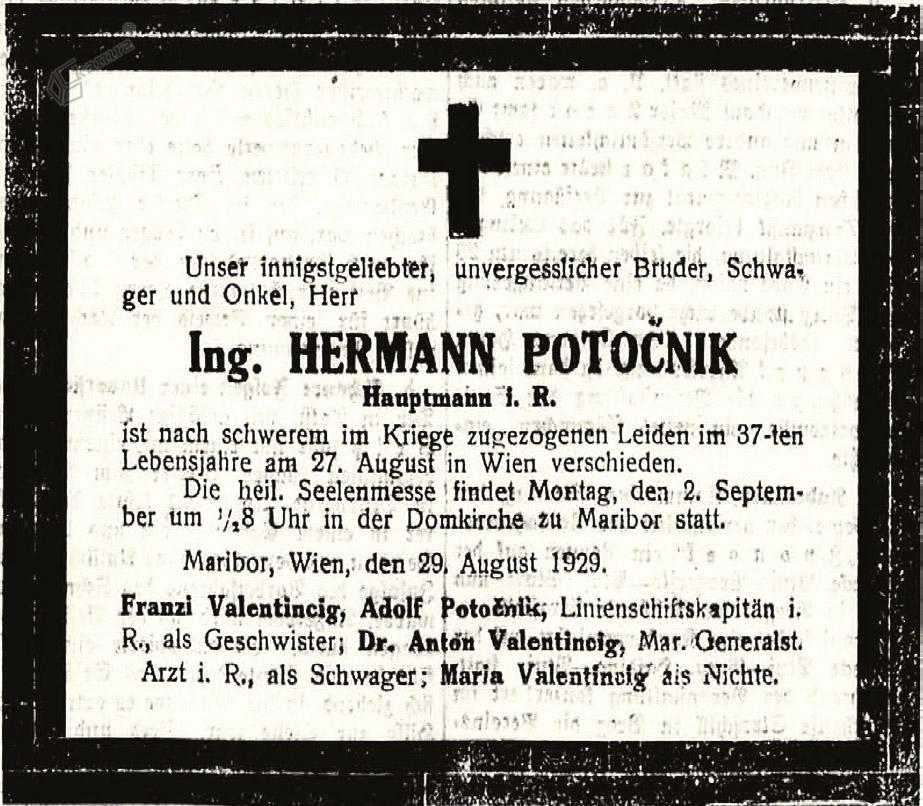 Unser innigstgeliebter, unvergesslicher Bruder, Schwa-
ger und Onkel, Herr
Ing. HERMANN POTOČNIK
Hauptmann i. R.
ist nach schwerem im Kriege zugezogenen Leiden im 37-ten
Lebensjahre am 27. August in Wien verschieden.
Die heil. Seelenmesse findet Montag, den 2. Septem-
ber um ½8 Uhr in der Domkirche zu Maribor statt.
Maribor, Wien, den 29. August 1929.
Franzi Valentincig, Adolf Potočnik, Linienschiffskapitän i.
R., als Geschwister; Dr. Anton Valentincig, Mar. Generalst.
Arzt i. R., als Schwager; Maria Valentincig als Nichte.